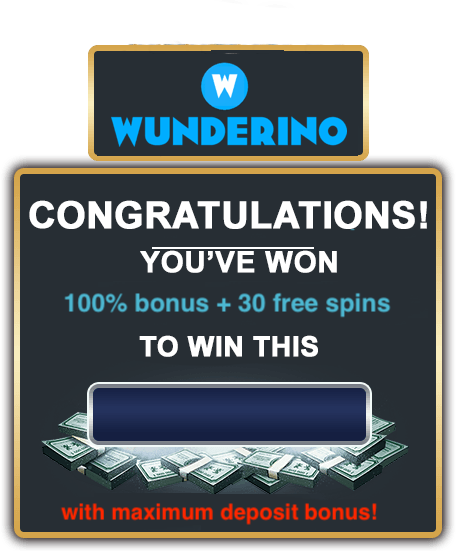 W
WUNDERINO
CONGRATULATIONS!
YOU'VE WON
100% bonus + 30 free spins
TO WIN THIS
with maximum deposit bonus!